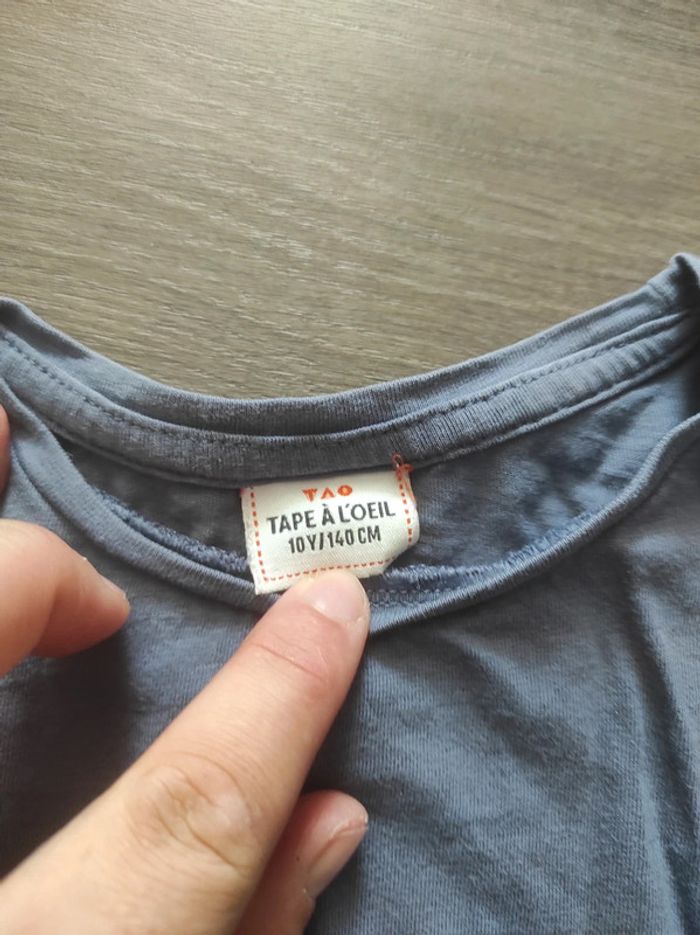 TAO
TAPE À L'OEIL
10Y/140 CM